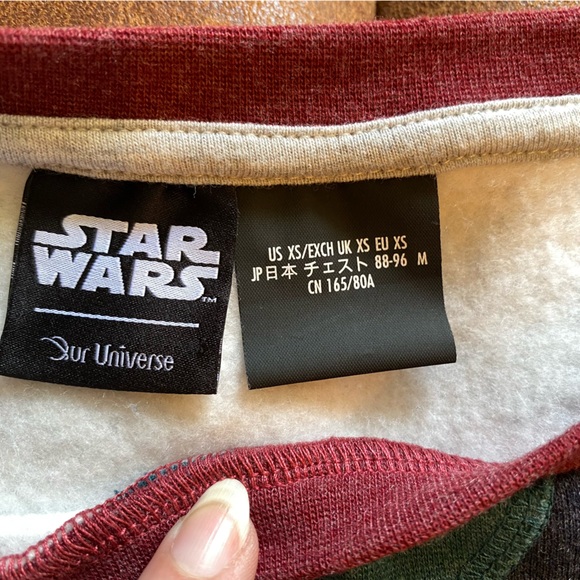 STAR
WARS™
Our Universe
US XS/EXCH UK XS EU XS
JP日本 チェスト 88-96 M
CN 165/80A